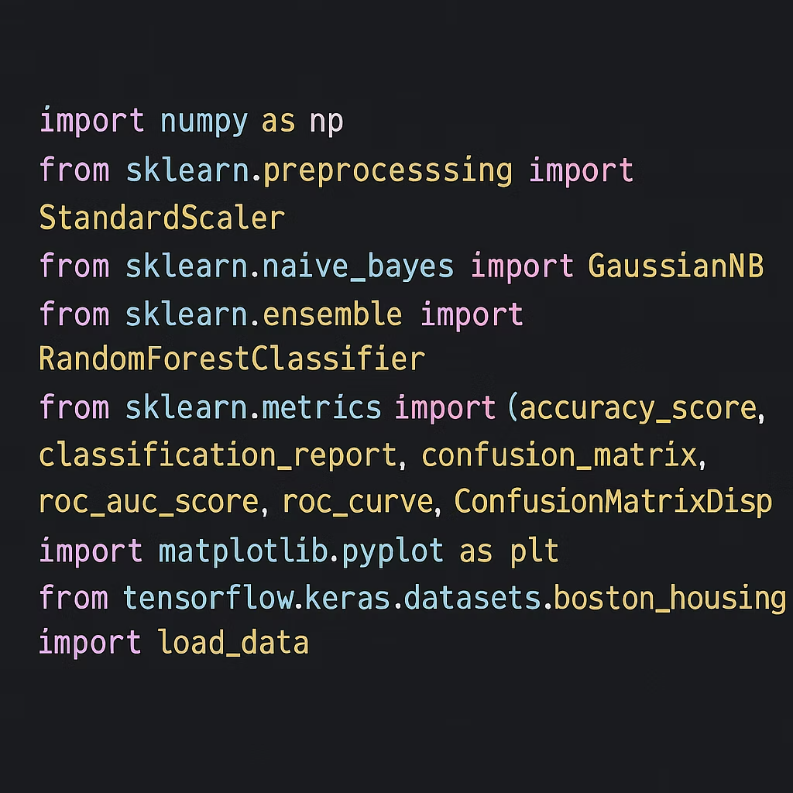 import numpy as np
from sklearn.preprocesssing import
StandardScaler
from sklearn.naive_bayes import GaussianNB
from sklearn.ensemble import
RandomForestClassifier
from sklearn.metrics import (accuracy_score,
classification_report, confusion_matrix,
roc_auc_score, roc_curve, ConfusionMatrixDisp
import matplotlib.pyplot as plt
from tensorflow.keras.datasets.boston_housing
import load_data